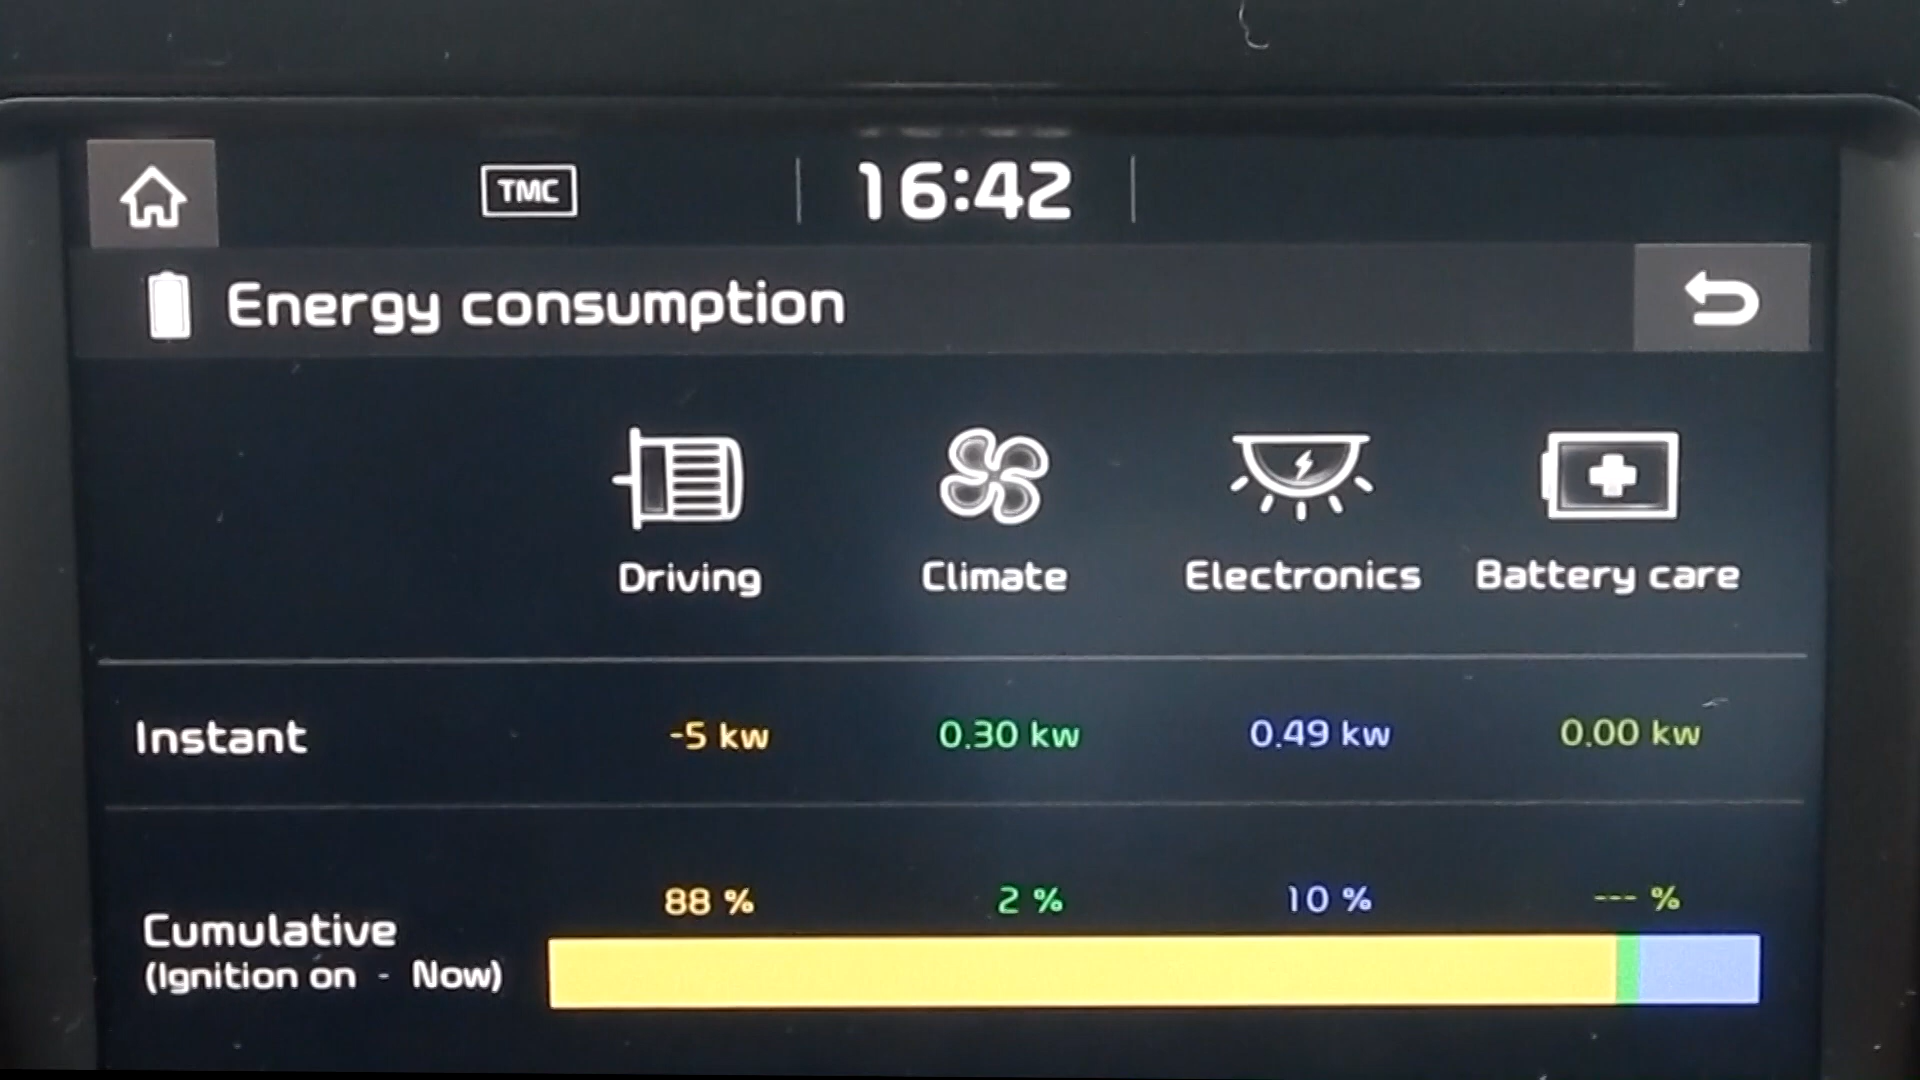 TMC
16:42
Energy consumption
Driving Climate Electronics Battery care
Instant -5 kw 0.30 kw 0.49 kw 0.00 kw
88 % 2 % 10 % --- %
Cumulative
(Ignition on - Now)